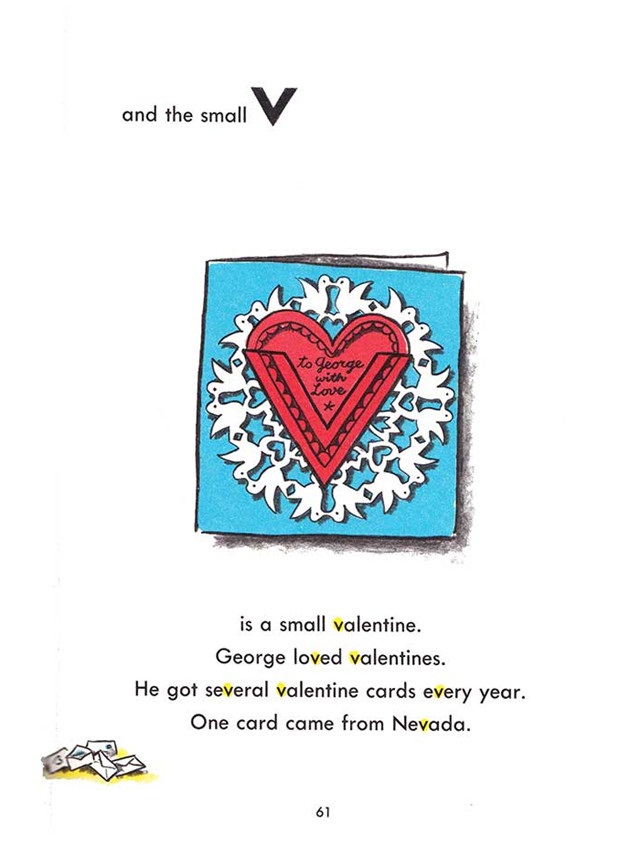 and the small V
to George
with
Love
is a small valentine.
George loved valentines.
He got several valentine cards every year.
One card came from Nevada.
61